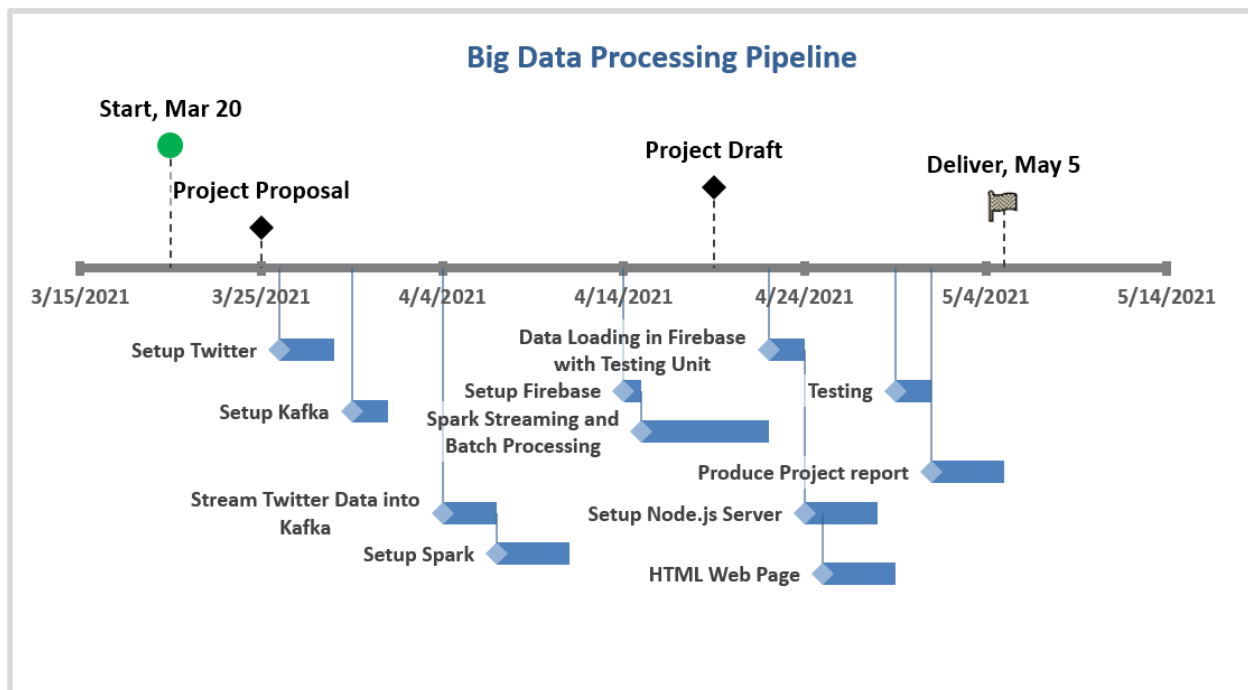 Big Data Processing Pipeline
Start, Mar 20
Project Proposal
Project Draft
Deliver, May 5
3/15/2021
3/25/2021
4/4/2021
4/14/2021
4/24/2021
5/4/2021
5/14/2021
Setup Twitter
Setup Kafka
Stream Twitter Data into
Kafka
Setup Spark
Data Loading in Firebase
with Testing Unit
Setup Firebase
Spark Streaming and
Batch Processing
Testing
Produce Project report
Setup Node.js Server
HTML Web Page